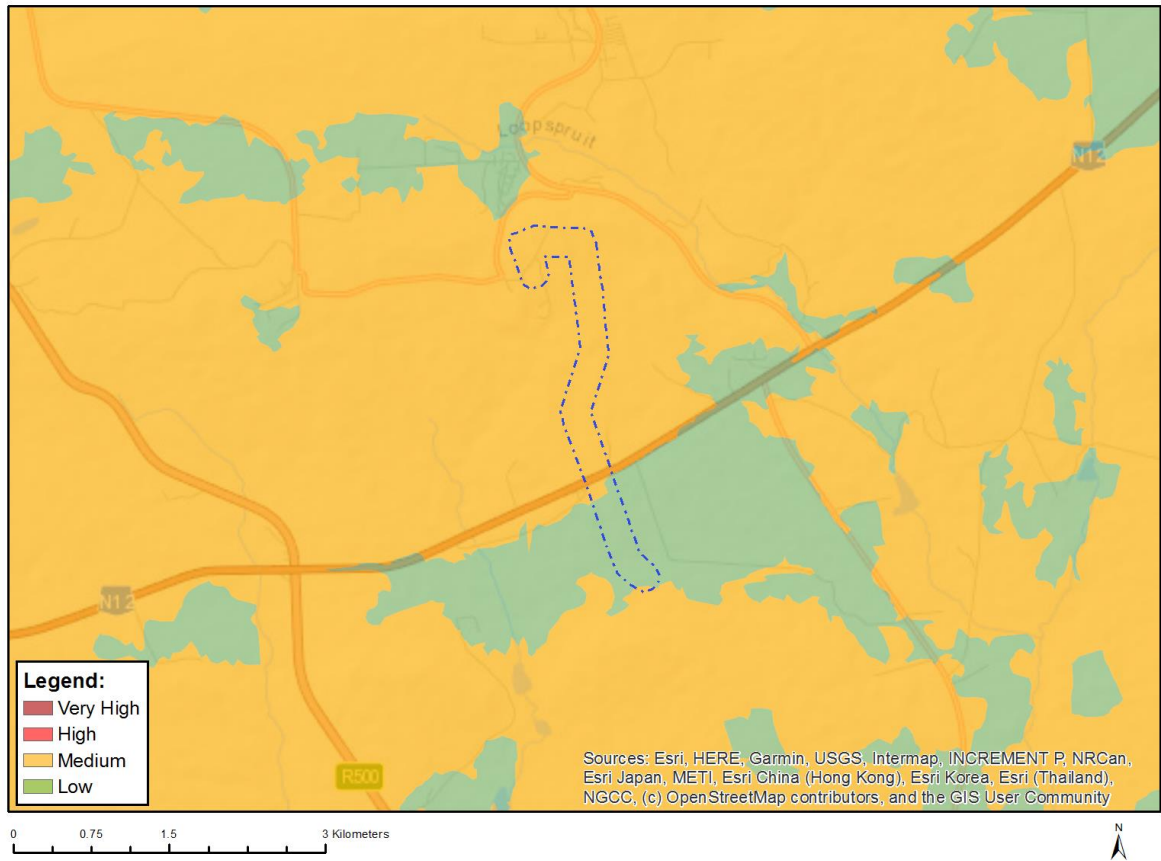 Loopspruit
N12
N12
R500
Legend:
Very High
High
Medium
Low
Sources: Esri, HERE, Garmin, USGS, Intermap, INCREMENT P, NRCan,
Esri Japan, METI, Esri China (Hong Kong), Esri Korea, Esri (Thailand),
NGCC, (c) OpenStreetMap contributors, and the GIS User Community
0 0.75 1.5 3 Kilometers
N